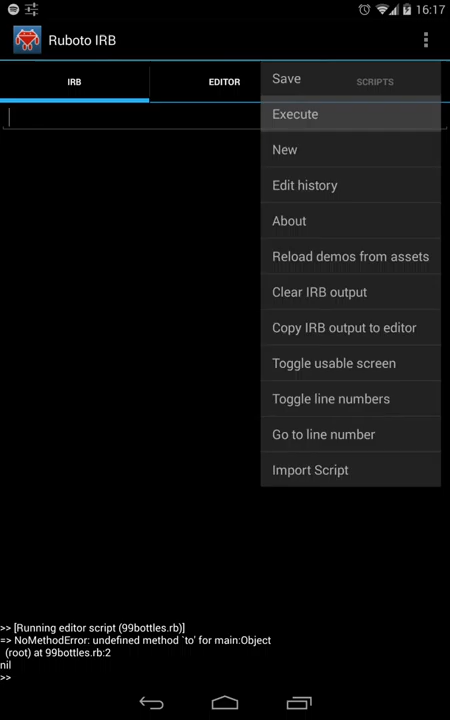 16:17
Ruboto IRB
IRB
EDITOR
SCRIPTS
Save
Execute
New
Edit history
About
Reload demos from assets
Clear IRB output
Copy IRB output to editor
Toggle usable screen
Toggle line numbers
Go to line number
Import Script
>> [Running editor script (99bottles.rb)]
=> NoMethodError: undefined method `to' for main:Object
(root) at 99bottles.rb:2
nil
>>